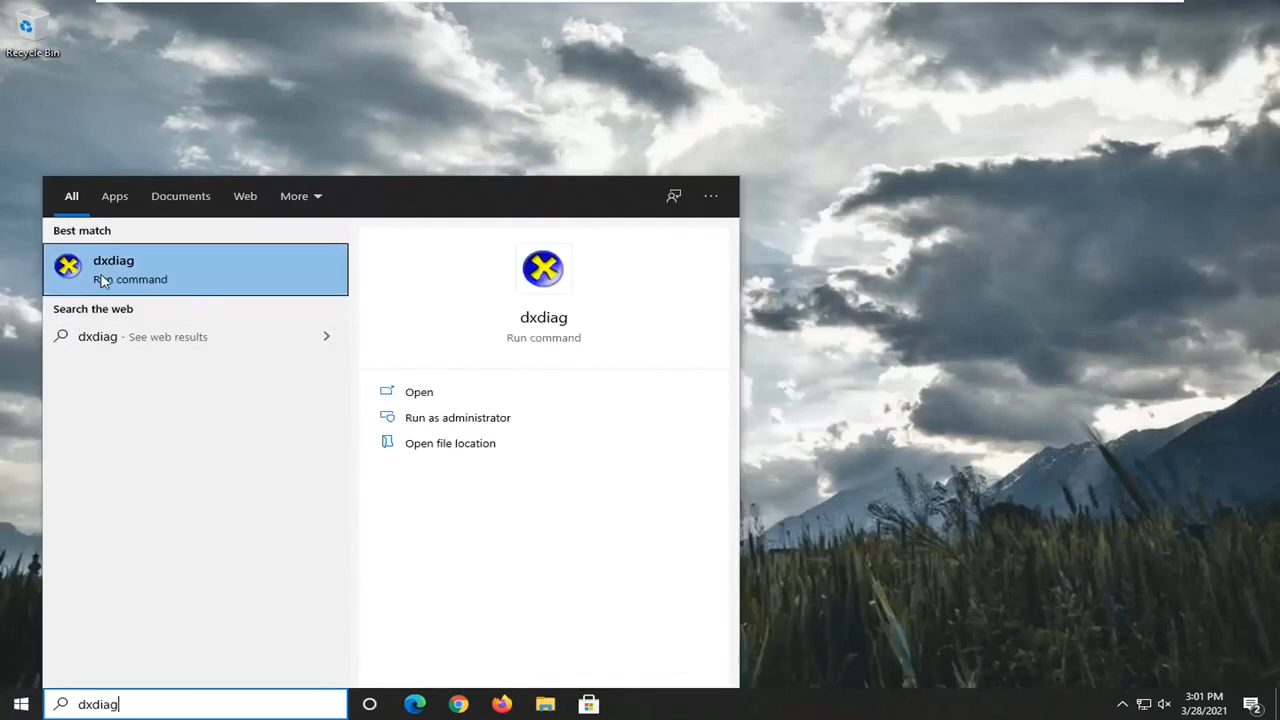 Recycle Bin
All Apps Documents Web More
Best match
dxdiag
Run command
Search the web
dxdiag - See web results
dxdiag
Run command
Open
Run as administrator
Open file location
dxdiag
3:01 PM
3/28/2021
2